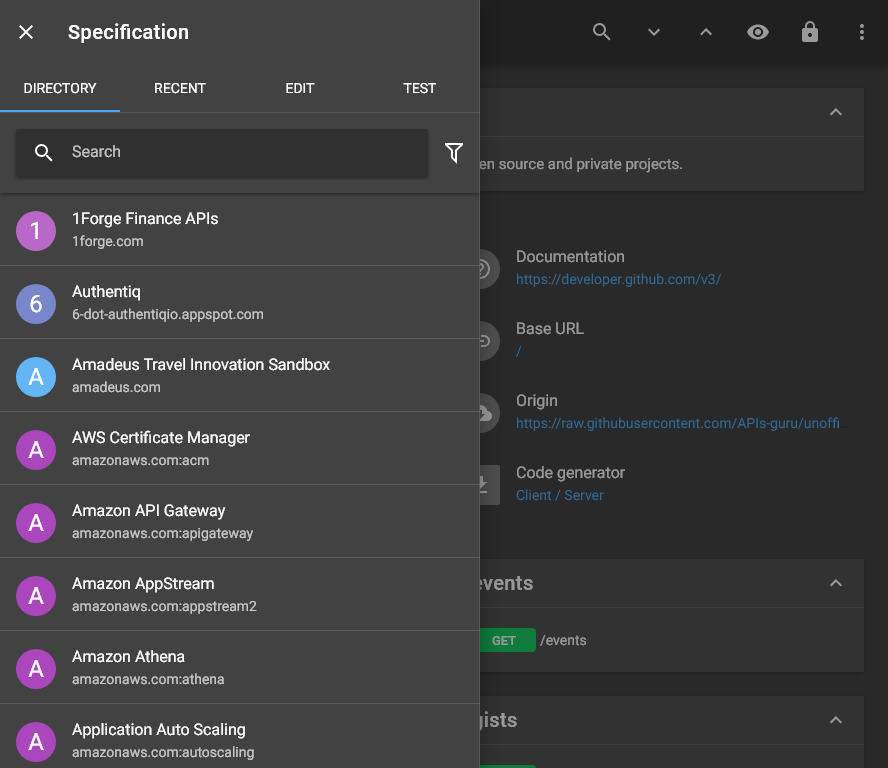 Specification
DIRECTORY RECENT EDIT TEST
Search
1
1Forge Finance APIs
1forge.com
6
Authentiq
6-dot-authentiqio.appspot.com
A
Amadeus Travel Innovation Sandbox
amadeus.com
A
AWS Certificate Manager
amazonaws.com:acm
A
Amazon API Gateway
amazonaws.com:apigateway
A
Amazon AppStream
amazonaws.com:appstream2
A
Amazon Athena
amazonaws.com:athena
A
Application Auto Scaling
amazonaws.com:autoscaling
en source and private projects.
Documentation
https://developer.github.com/v3/
Base URL
/
Origin
https://raw.githubusercontent.com/APIs-guru/unoffi
Code generator
Client / Server
events
GET /events
gists